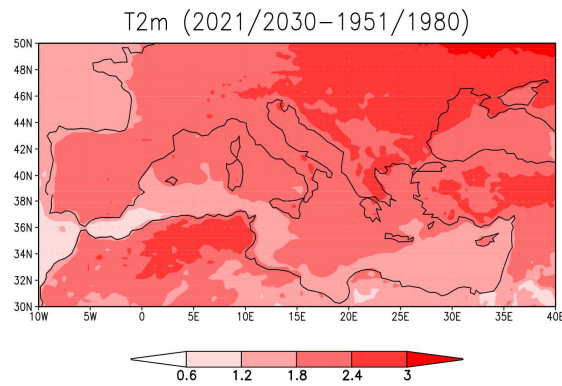 T2m (2021/2030-1951/1980)
50N
48N
46N
44N
42N
40N
38N
36N
34N
32N
30N
10W 5W 0 5E 10E 15E 20E 25E 30E 35E 40E
0.6 1.2 1.8 2.4 3